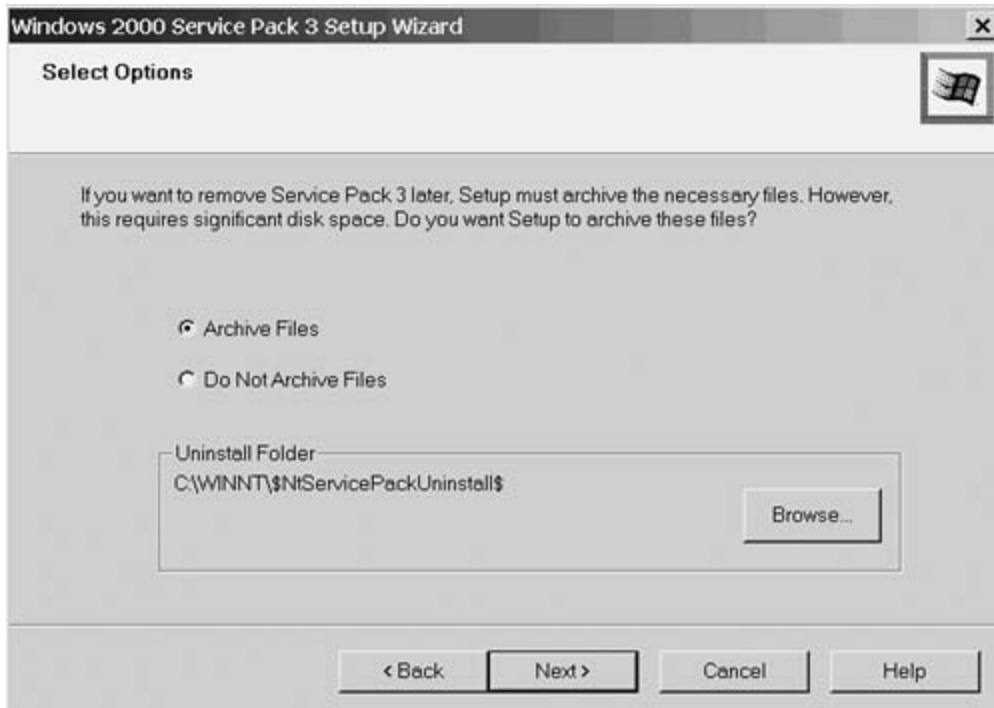 Windows 2000 Service Pack 3 Setup Wizard
Select Options
If you want to remove Service Pack 3 later, Setup must archive the necessary files. However,
this requires significant disk space. Do you want Setup to archive these files?
Archive Files
Do Not Archive Files
Uninstall Folder
C:\WINNT\$NtServicePackUninstall$
Browse...
< Back
Next >
Cancel
Help